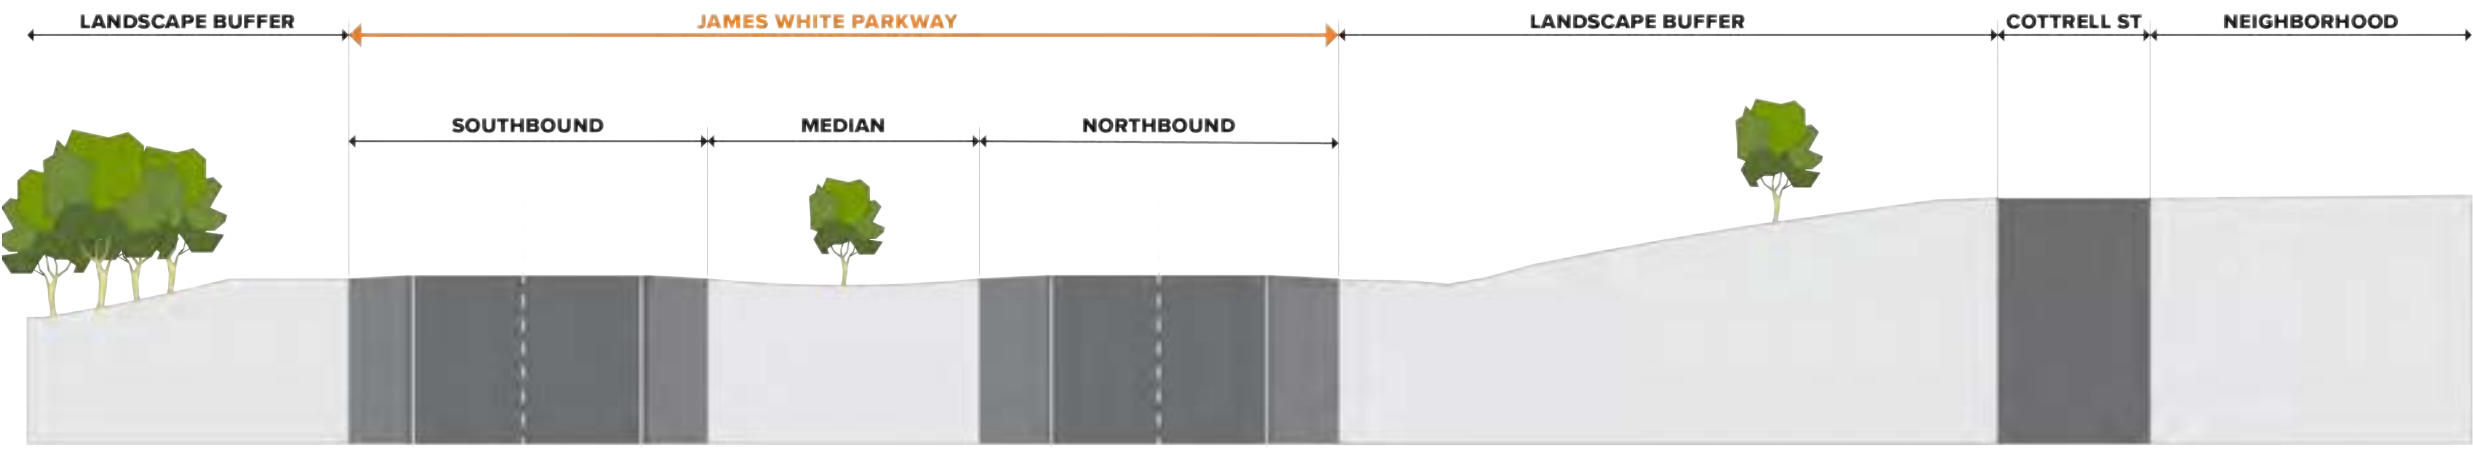 LANDSCAPE BUFFER
JAMES WHITE PARKWAY
LANDSCAPE BUFFER
COTTRELL ST
NEIGHBORHOOD
SOUTHBOUND
MEDIAN
NORTHBOUND